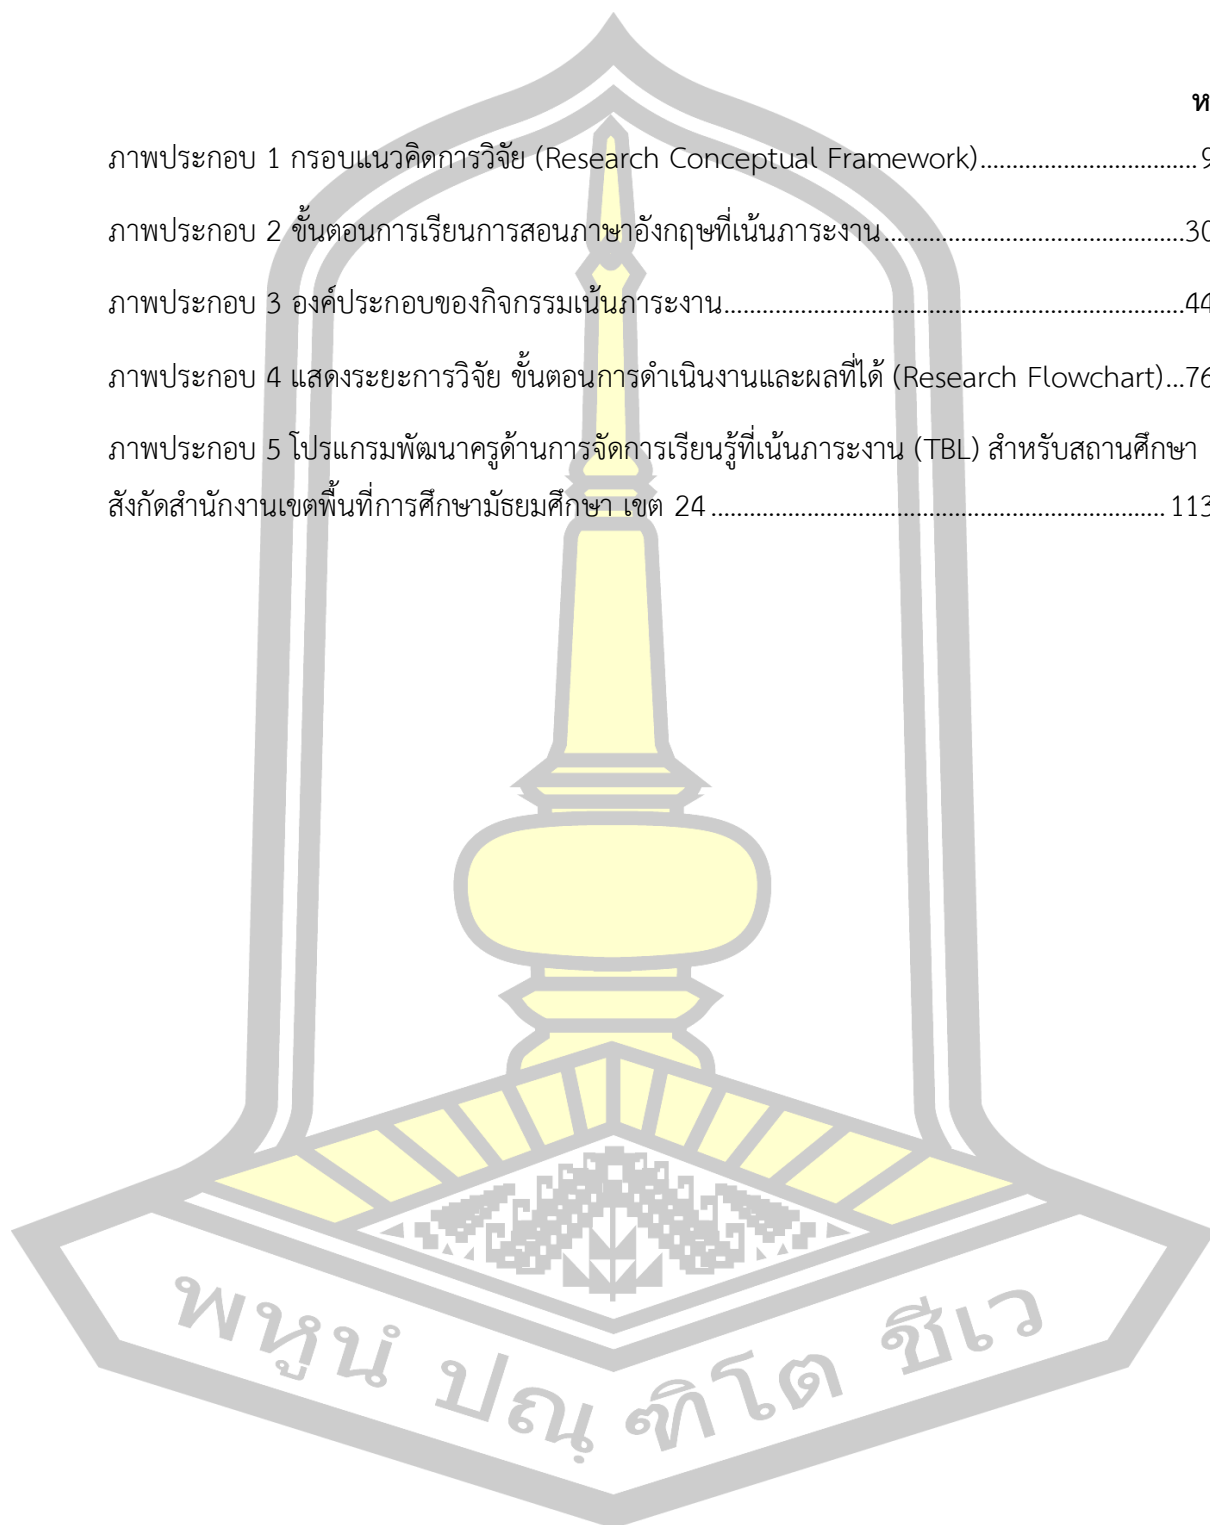 ห
ภาพประกอบ 1 กรอบแนวคิดการวิจัย (Research Conceptual Framework)................................. 9
ภาพประกอบ 2 ขั้นตอนการเรียนการสอนภาษาอังกฤษที่เน้นภาระงาน..............................................30
ภาพประกอบ 3 องค์ประกอบของกิจกรรมเน้นภาระงาน......................................................................44
ภาพประกอบ 4 แสดงระยะการวิจัย ขั้นตอนการดำเนินงานและผลที่ได้ (Research Flowchart)...76
ภาพประกอบ 5 โปรแกรมพัฒนาครูด้านการจัดการเรียนรู้ที่เน้นภาระงาน (TBL) สำหรับสถานศึกษา
สังกัดสำนักงานเขตพื้นที่การศึกษามัธยมศึกษา เขต 24 ..................................................................... 113
พหูนํ ปณฺฑิโต ชีเว